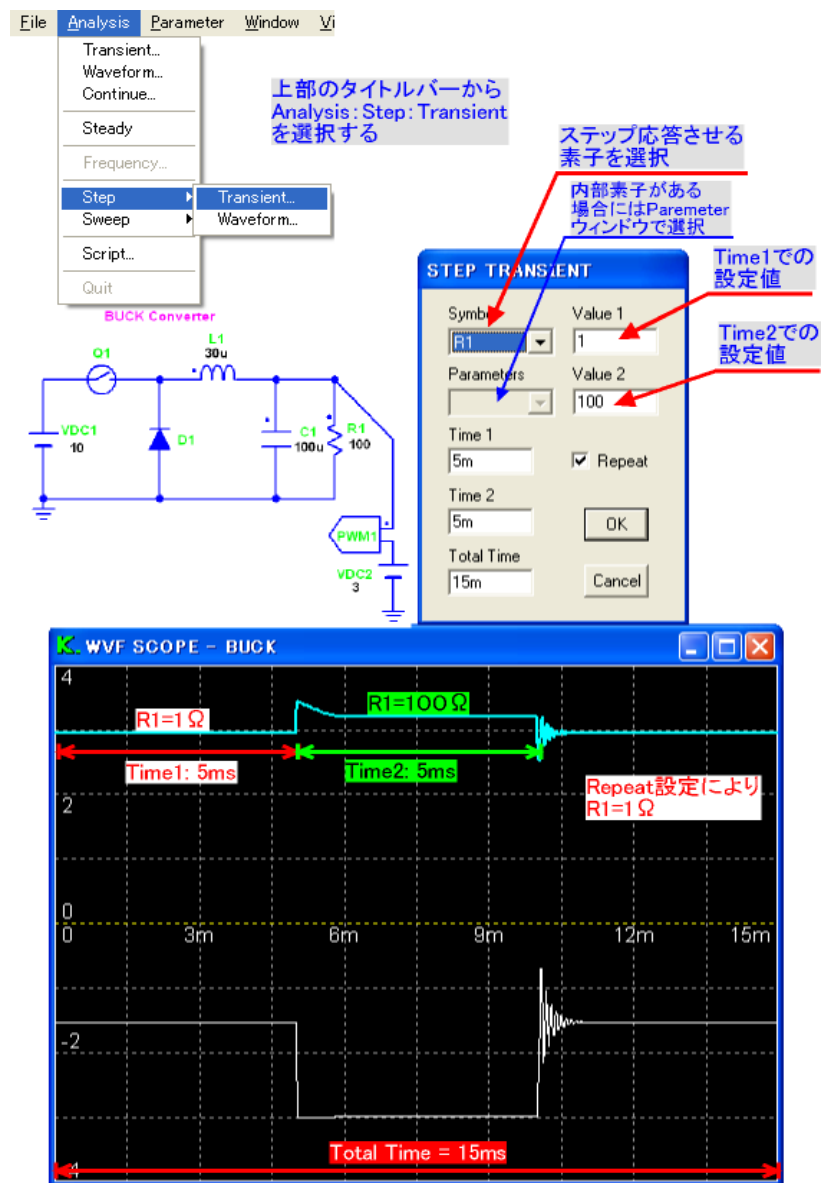 File Analysis Parameter Window Vi
Transient...
Waveform...
Continue...
Steady
Frequency...
Step
Transient...
Sweep
Waveform...
Script...
Quit
上部のタイトルバーから
Analysis:Step:Transient
を選択する
ステップ応答させる
素子を選択
内部素子がある
場合にはParemeter
ウィンドウで選択
Time1での
設定値
Time2での
設定値
STEP TRANSIENT
Symbol
Value 1
R1
1
Parameters
Value 2
100
Time 1
5m
Repeat
Time 2
5m
OK
Total Time
15m
Cancel
BUCK Converter
Q1
L1
30u
VDC1
10
D1
C1
100u
R1
100
PWM1
VDC2
3
K. WVF SCOPE - BUCK
4
R1=1Ω
R1=100Ω
Time1: 5ms
Time2: 5ms
Repeat設定により
R1=1Ω
2
0
0 3m 6m 9m 12m 15m
-2
Total Time = 15ms
-4